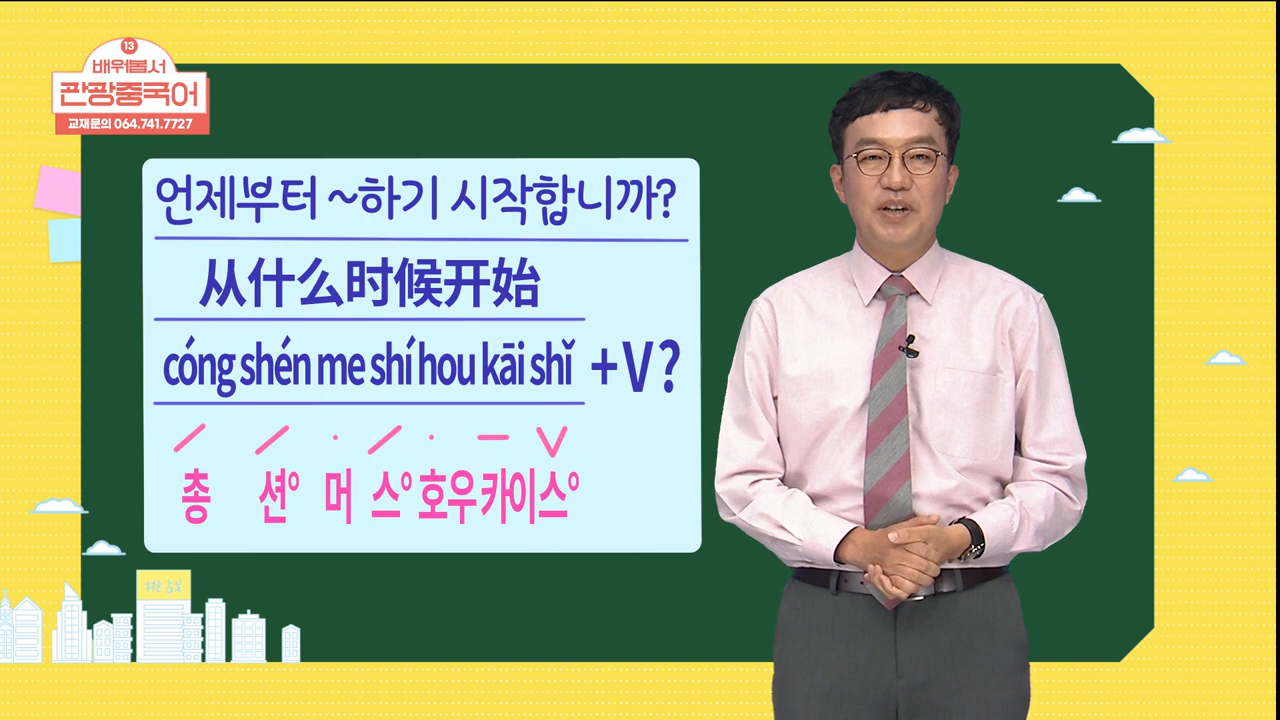 13
배워봅서
관광중국어
교재문의 064.741.7727
언제부터 ~하기 시작합니까?
从什么时候开始
cóng shén me shí hou kāi shǐ +V?
총 션° 머 스° 호우 카이 스°
挑战